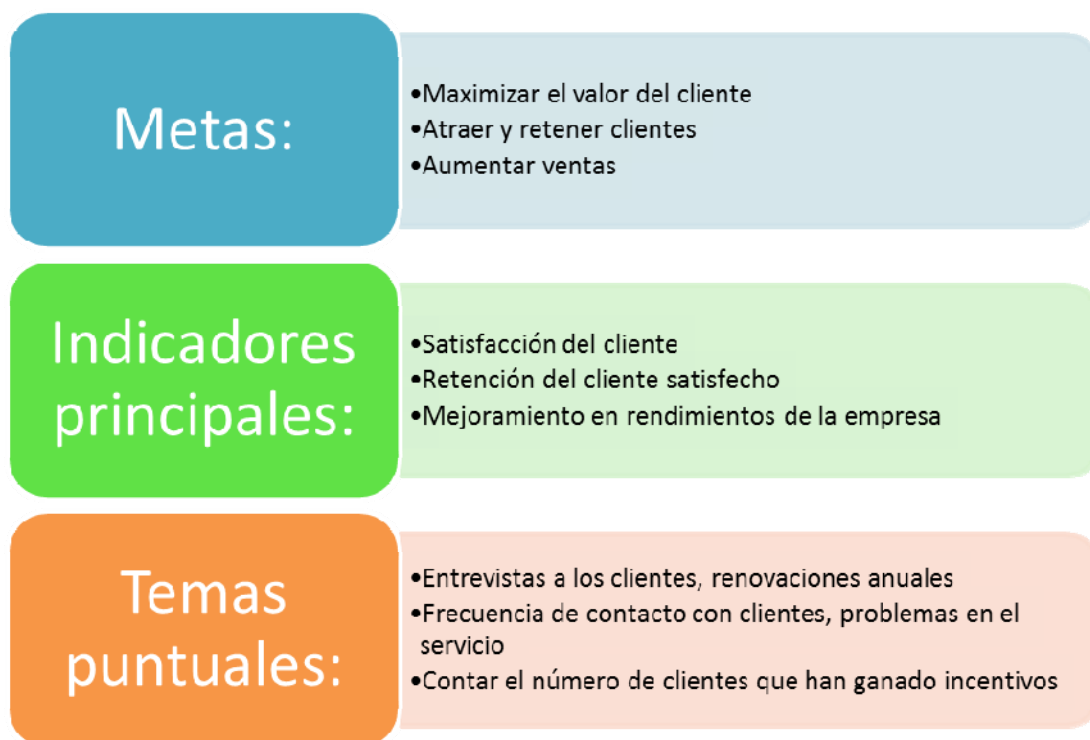 Metas:
•Maximizar el valor del cliente
•Atraer y retener clientes
•Aumentar ventas
Indicadores
principales:
•Satisfacción del cliente
•Retención del cliente satisfecho
•Mejoramiento en rendimientos de la empresa
Temas
puntuales:
•Entrevistas a los clientes, renovaciones anuales
•Frecuencia de contacto con clientes, problemas en el
servicio
•Contar el número de clientes que han ganado incentivos